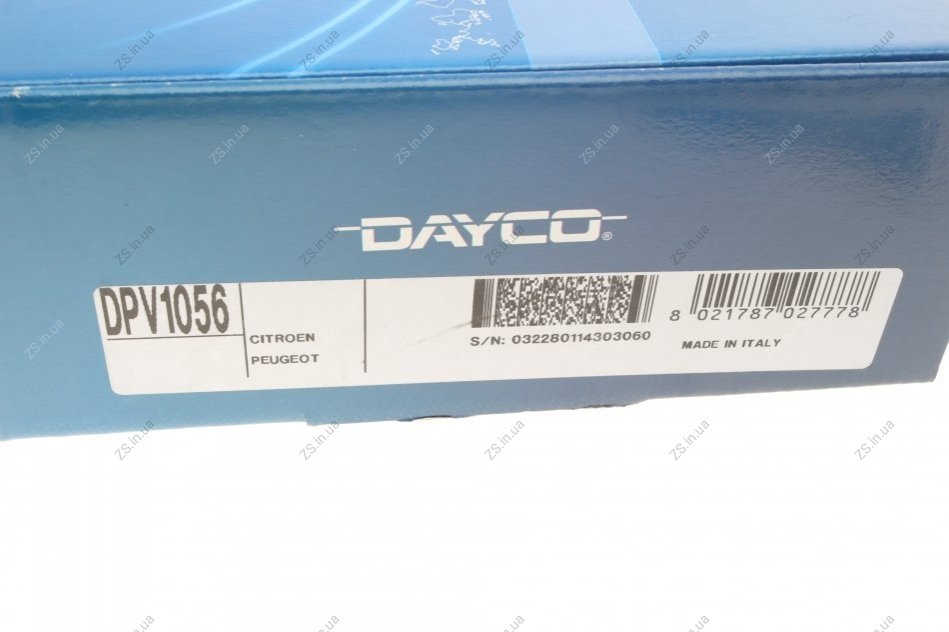 DAYCO®
DPV1056
CITROEN
PEUGEOT
S/N: 032280114303060
8 021787 027778
MADE IN ITALY
ZS.in.ua